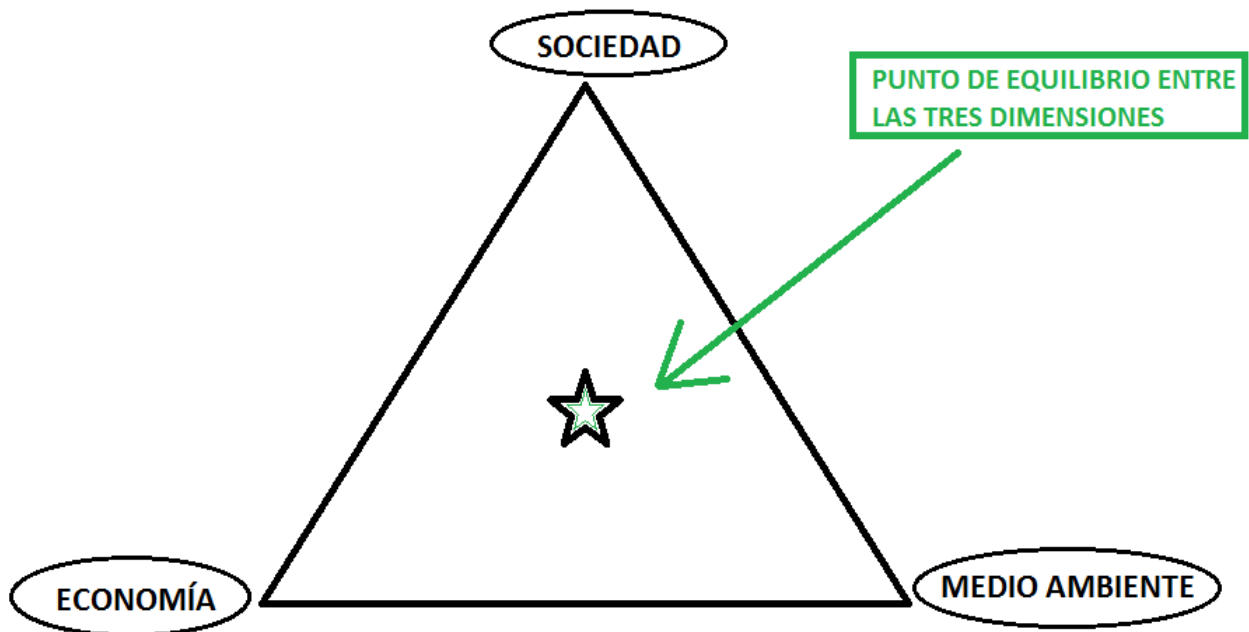 SOCIEDAD
PUNTO DE EQUILIBRIO ENTRE
LAS TRES DIMENSIONES
ECONOMÍA
MEDIO AMBIENTE